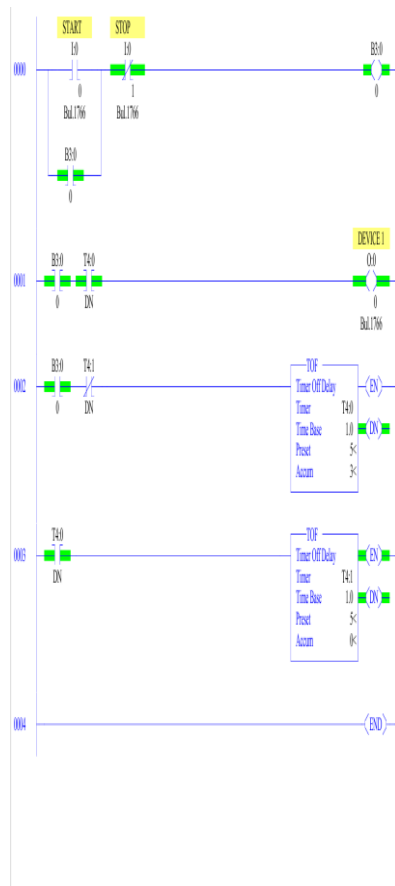 START STOP
I:0 I:0 B3:0
0000
0 1 0
Bul.1766 Bul.1766
B3:0
0
DEVICE 1
B3:0 T4:0 O:0
0001
0 DN 0
Bul.1766
B3:0 T4:1 TOF
0002 Timer Off Delay EN
0 DN Timer T4:0
Time Base 1.0 DN
Preset 5<
Accum 3<
T4:0 TOF
0003 Timer Off Delay EN
DN Timer T4:1
Time Base 1.0 DN
Preset 5<
Accum 0<
0004 END